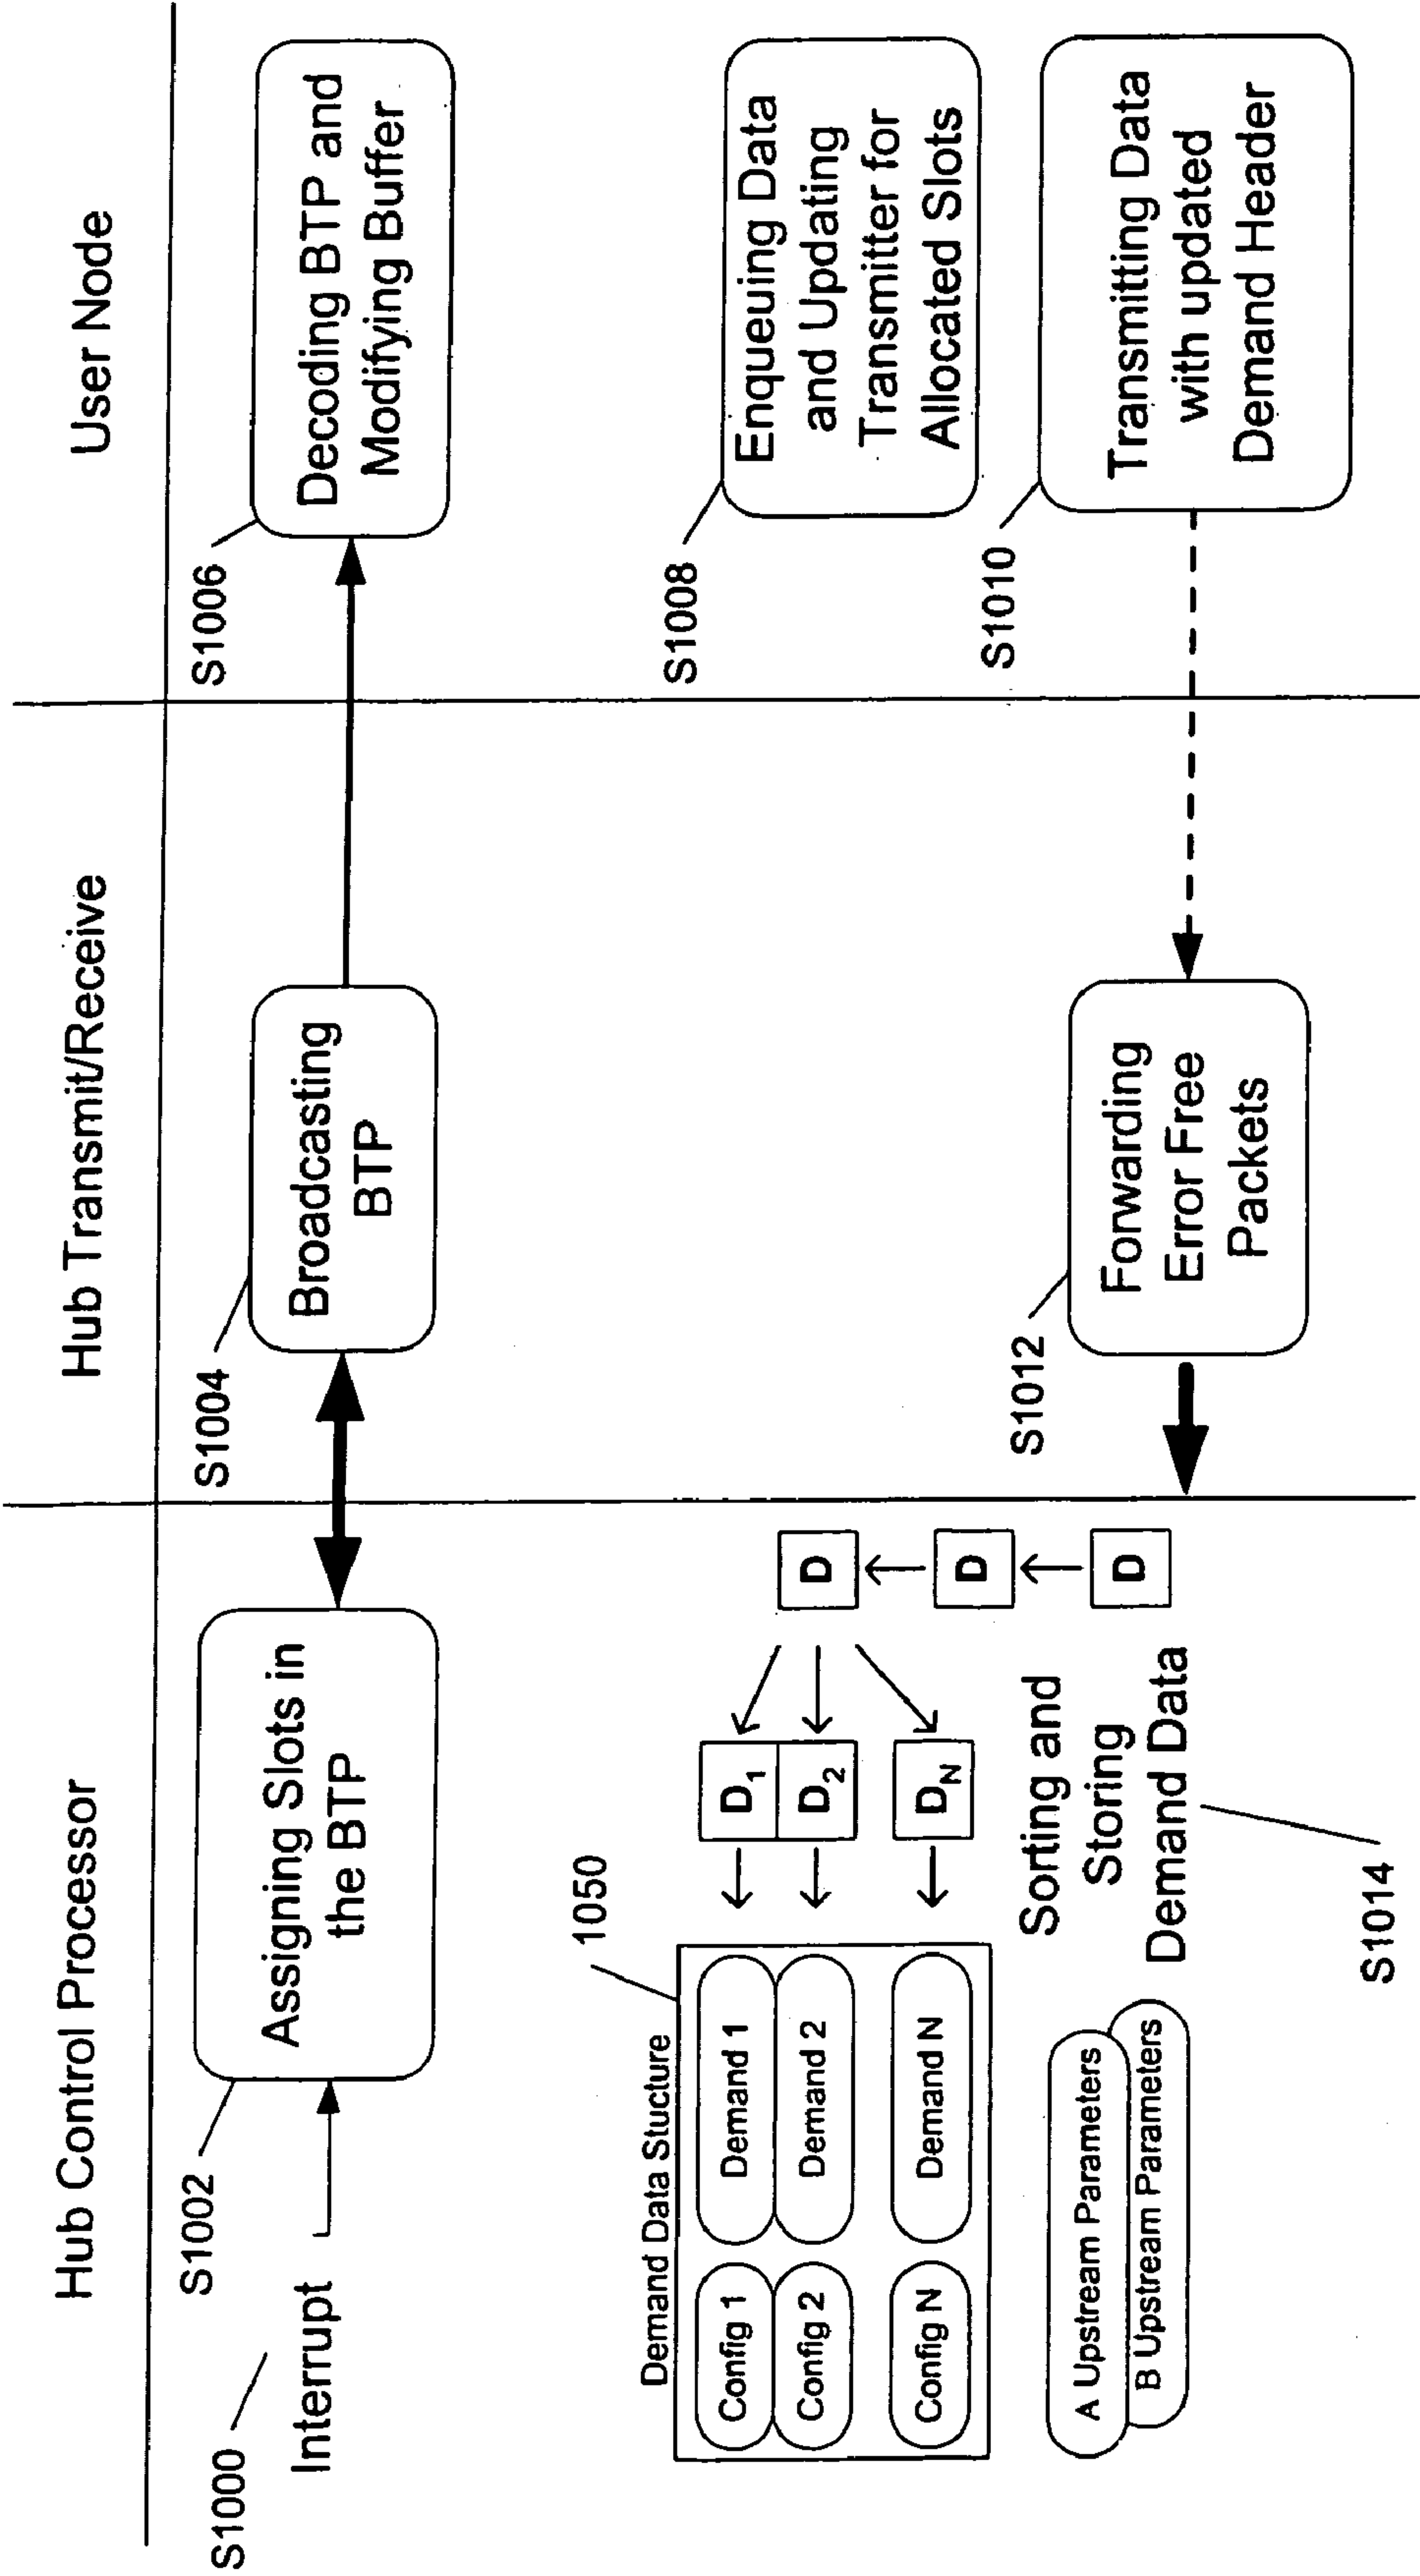 Hub Control Processor
Hub Transmit/Receive
User Node
S1000
Interrupt
S1002
Assigning Slots in
the BTP
S1004
Broadcasting
BTP
S1006
Decoding BTP and
Modifying Buffer
S1008
Enqueuing Data
and Updating
Transmitter for
Allocated Slots
S1010
Transmitting Data
with updated
Demand Header
S1012
Forwarding
Error Free
Packets
Demand Data Stucture
1050
Config 1
Demand 1
D1
D
Config 2
Demand 2
D2
D
Config N
Demand N
DN
D
A Upstream Parameters
B Upstream Parameters
Sorting and
Storing
Demand Data
S1014